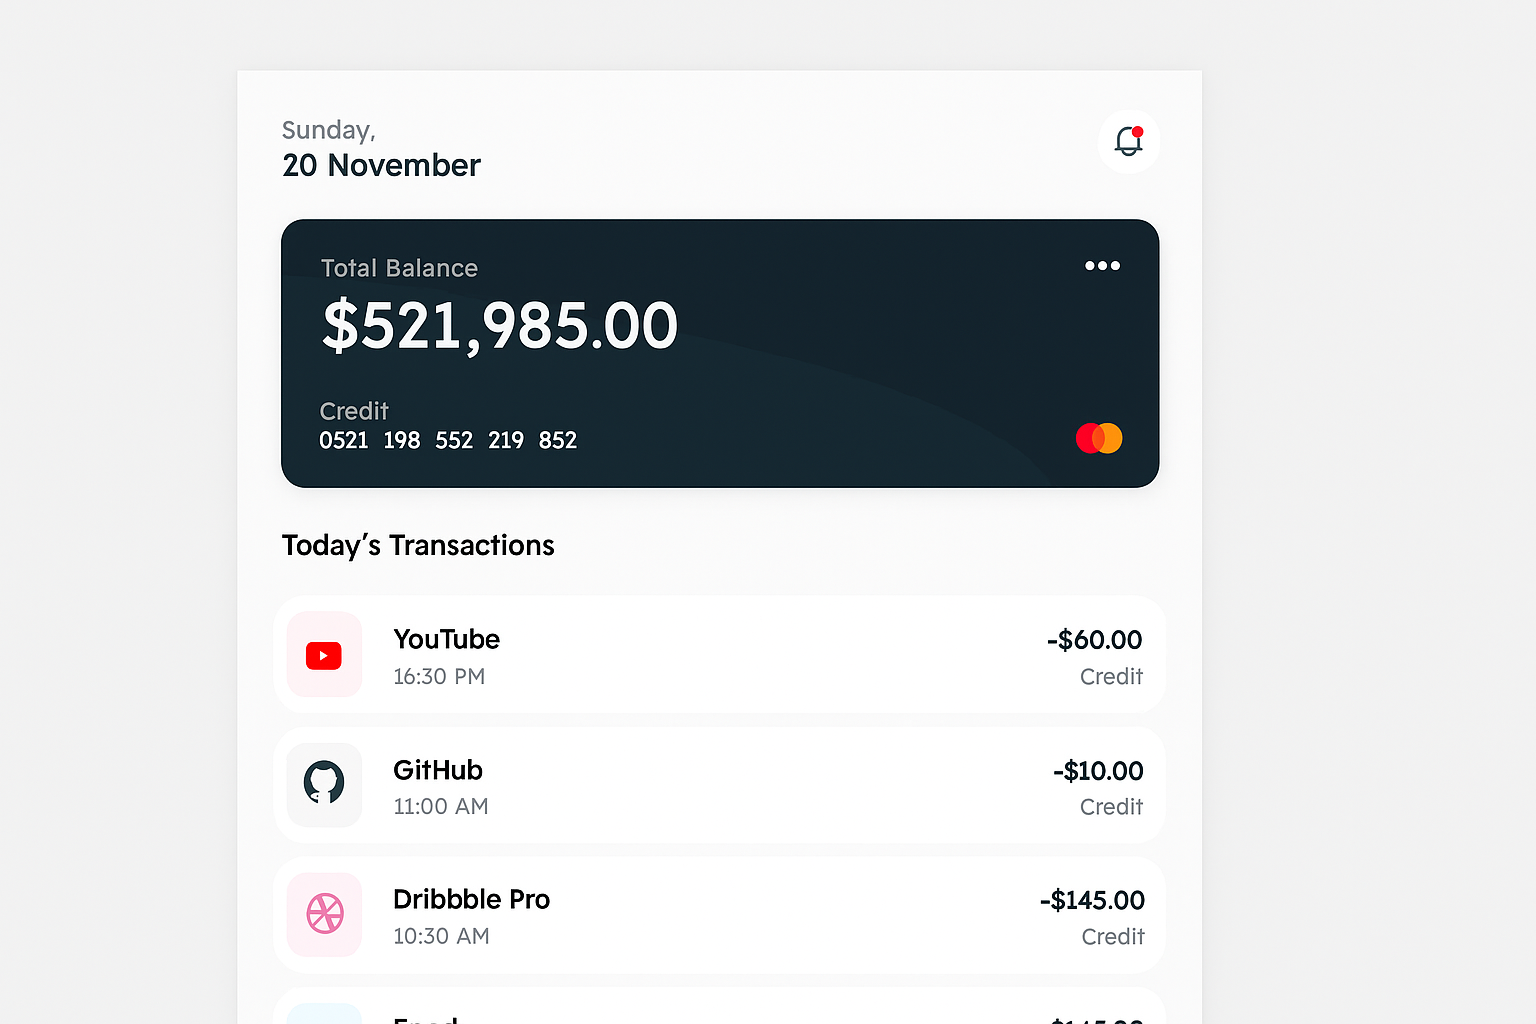 Sunday,
20 November
Total Balance
$521,985.00
Credit
0521 198 552 219 852
Today’s Transactions
YouTube
-$60.00
16:30 PM
Credit
GitHub
-$10.00
11:00 AM
Credit
Dribbble Pro
-$145.00
10:30 AM
Credit